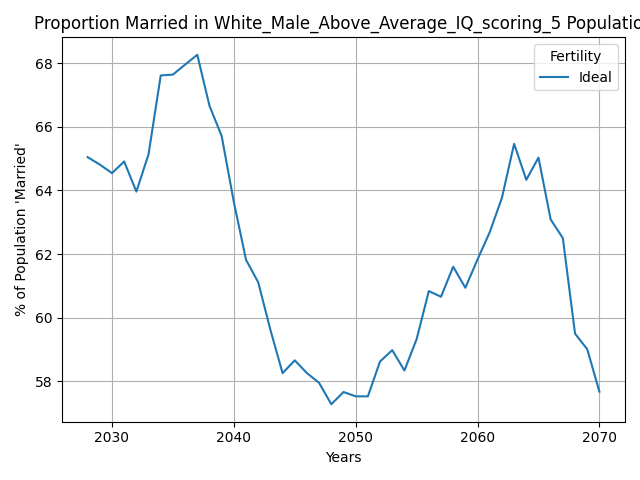 Proportion Married in White_Male_Above_Average_IQ_scoring_5 Populatio
Fertility
Ideal
% of Population 'Married'
68
66
64
62
60
58
2030 2040 2050 2060 2070
Years